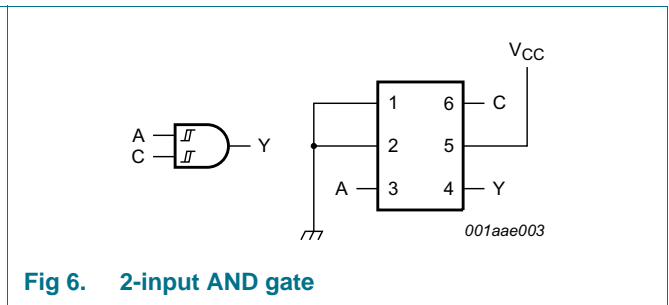 VCC
1 6 C
A Y
C 2 5
A 3 4 Y
001aae003
Fig 6. 2-input AND gate